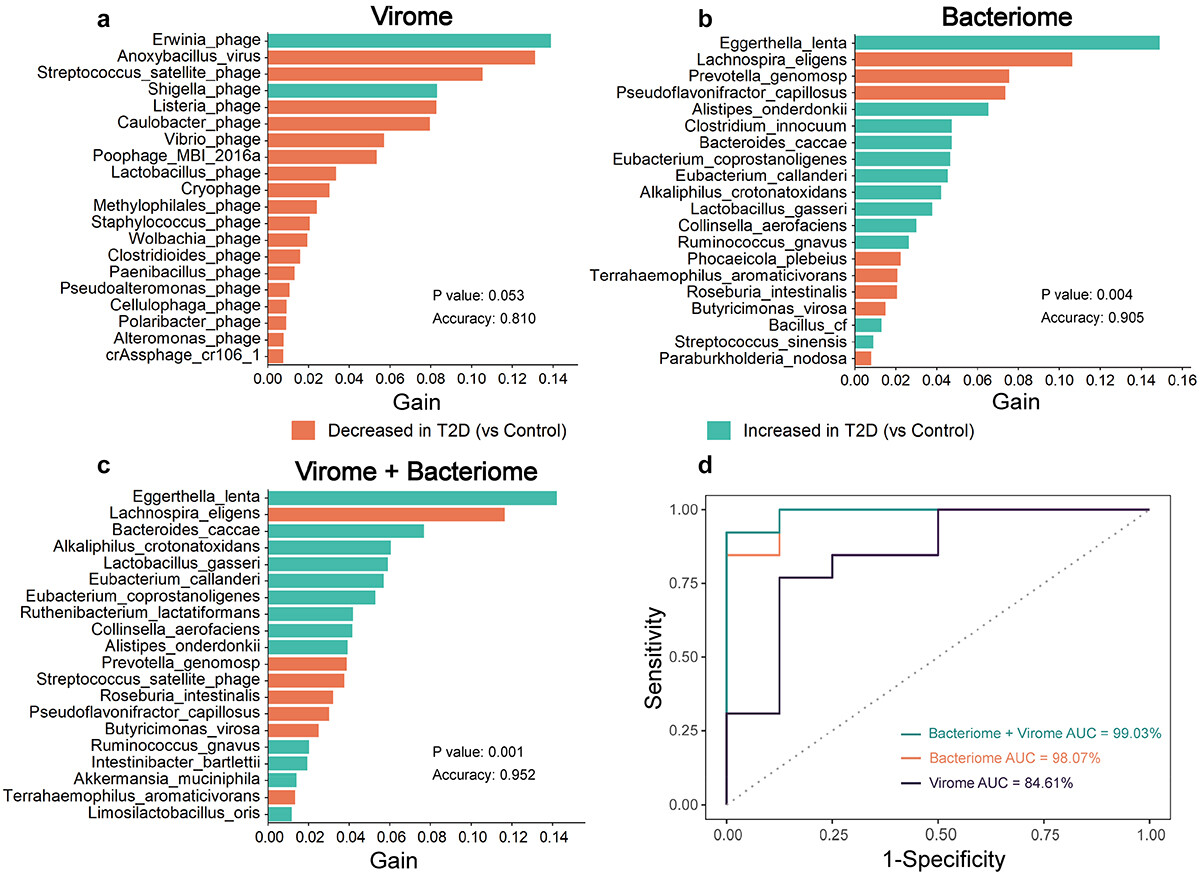 a
Virome
Erwinia_phage
Anoxybacillus_virus
Streptococcus_satellite_phage
Shigella_phage
Listeria_phage
Caulobacter_phage
Vibrio_phage
Poophage_MBI_2016a
Lactobacillus_phage
Cryophage
Methylophilales_phage
Staphylococcus_phage
Wolbachia_phage
Clostridioides_phage
Paenibacillus_phage
Pseudoalteromonas_phage
Cellulophaga_phage
Polaribacter_phage
Alteromonas_phage
crAssphage_cr106_1
P value: 0.053
Accuracy: 0.810
0.00 0.02 0.04 0.06 0.08 0.10 0.12 0.14
Gain
b
Bacteriome
Eggerthella_lenta
Lachnospira_eligens
Prevotella_genomosp
Pseudoflavonifractor_capillosus
Alistipes_onderdonkii
Clostridium_innocuum
Bacteroides_caccae
Eubacterium_coprostanoligenes
Eubacterium_callanderi
Alkaliphilus_crotonatoxidans
Lactobacillus_gasseri
Collinsella_aerofaciens
Ruminococcus_gnavus
Phocaeicola_plebeius
Terrahaemophilus_aromaticivorans
Roseburia_intestinalis
Butyricimonas_virosa
Bacillus_cf
Streptococcus_sinensis
Paraburkholderia_nodosa
P value: 0.004
Accuracy: 0.905
0.00 0.02 0.04 0.06 0.08 0.10 0.12 0.14 0.16
Gain
Decreased in T2D (vs Control)
Increased in T2D (vs Control)
c
Virome + Bacteriome
Eggerthella_lenta
Lachnospira_eligens
Bacteroides_caccae
Alkaliphilus_crotonatoxidans
Lactobacillus_gasseri
Eubacterium_callanderi
Eubacterium_coprostanoligenes
Ruthenibacterium_lactatiformans
Collinsella_aerofaciens
Alistipes_onderdonkii
Prevotella_genomosp
Streptococcus_satellite_phage
Roseburia_intestinalis
Pseudoflavonifractor_capillosus
Butyricimonas_virosa
Ruminococcus_gnavus
Intestinibacter_bartlettii
Akkermansia_muciniphila
Terrahaemophilus_aromaticivorans
Limosilactobacillus_oris
P value: 0.001
Accuracy: 0.952
0.00 0.02 0.04 0.06 0.08 0.10 0.12 0.14
Gain
d
Sensitivity
1.00
0.75
0.50
0.25
0.00
Bacteriome + Virome AUC = 99.03%
Bacteriome AUC = 98.07%
Virome AUC = 84.61%
0.00 0.25 0.50 0.75 1.00
1-Specificity